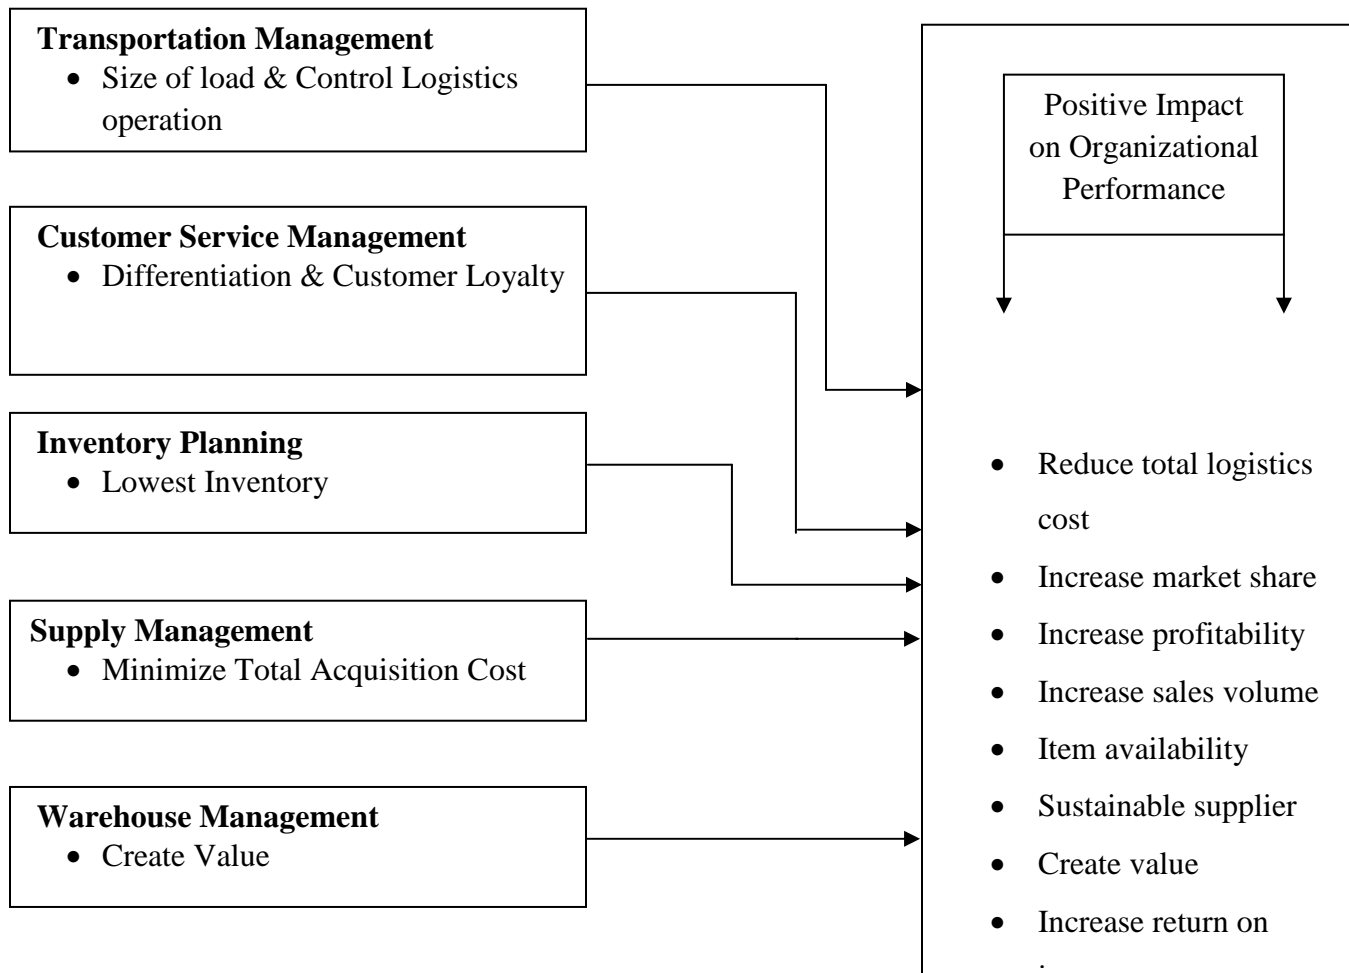 Transportation Management
• Size of load & Control Logistics
operation
Customer Service Management
• Differentiation & Customer Loyalty
Inventory Planning
• Lowest Inventory
Supply Management
• Minimize Total Acquisition Cost
Warehouse Management
• Create Value
Positive Impact
on Organizational
Performance
• Reduce total logistics
cost
• Increase market share
• Increase profitability
• Increase sales volume
• Item availability
• Sustainable supplier
• Create value
• Increase return on